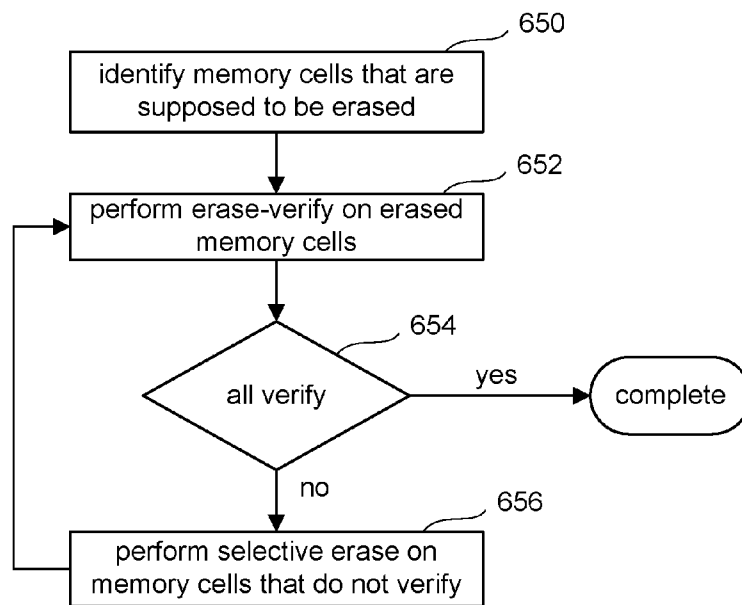 650
identify memory cells that are
supposed to be erased
652
perform erase-verify on erased
memory cells
654
all verify
yes
complete
no
656
perform selective erase on
memory cells that do not verify